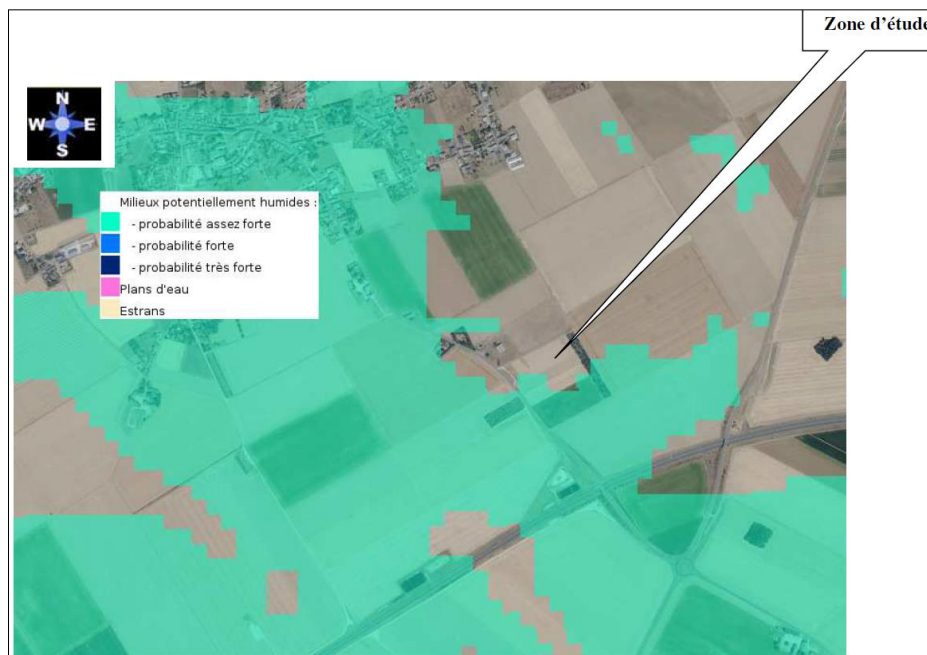 Zone d'étude
N
W E
S
Milieux potentiellement humides :
- probabilité assez forte
- probabilité forte
- probabilité très forte
Plans d'eau
Estrans